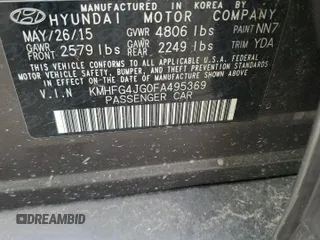 MANUFACTURED IN KOREA BY
HYUNDAI MOTOR COMPANY
MAY/26/15 GVWR 4806 lbs PAINT NN7
GAWR FRONT 2579 lbs GAWR REAR 2249 lbs TRIM YDA
THIS VEHICLE CONFORMS TO ALL APPLICABLE U.S.A. FEDERAL
MOTOR VEHICLE SAFETY, BUMPER, AND THEFT PREVENTION
STANDARDS IN EFFECT ON THE DATE OF MANUFACTURE SHOWN ABOVE.
V.I.N KMHFG4JG0FA495369
PASSENGER CAR
DREAMBID